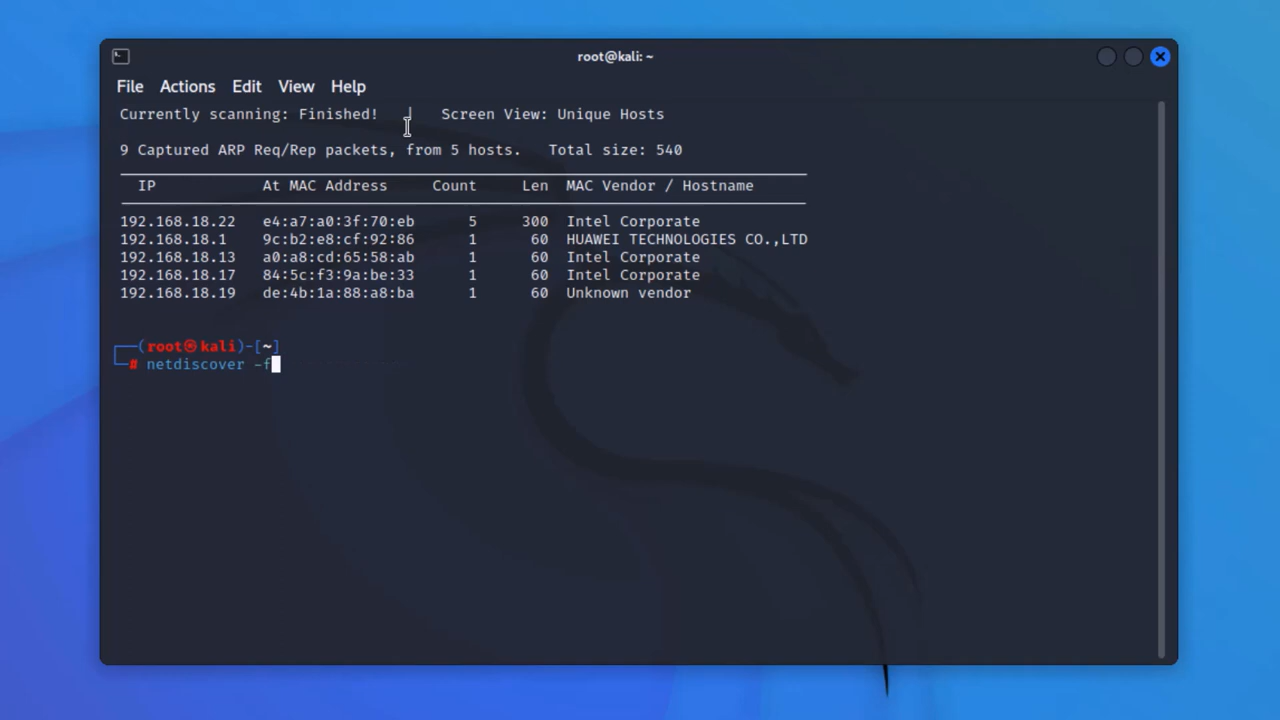 root@kali: ~
File Actions Edit View Help
Currently scanning: Finished! | Screen View: Unique Hosts
9 Captured ARP Req/Rep packets, from 5 hosts. Total size: 540
IP At MAC Address Count Len MAC Vendor / Hostname
192.168.18.22 e4:a7:a0:3f:70:eb 5 300 Intel Corporate
192.168.18.1 9c:b2:e8:cf:92:86 1 60 HUAWEI TECHNOLOGIES CO.,LTD
192.168.18.13 a0:a8:cd:65:58:ab 1 60 Intel Corporate
192.168.18.17 84:5c:f3:9a:be:33 1 60 Intel Corporate
192.168.18.19 de:4b:1a:88:a8:ba 1 60 Unknown vendor
┌──(root㉿kali)-[~]
└─# netdiscover -f